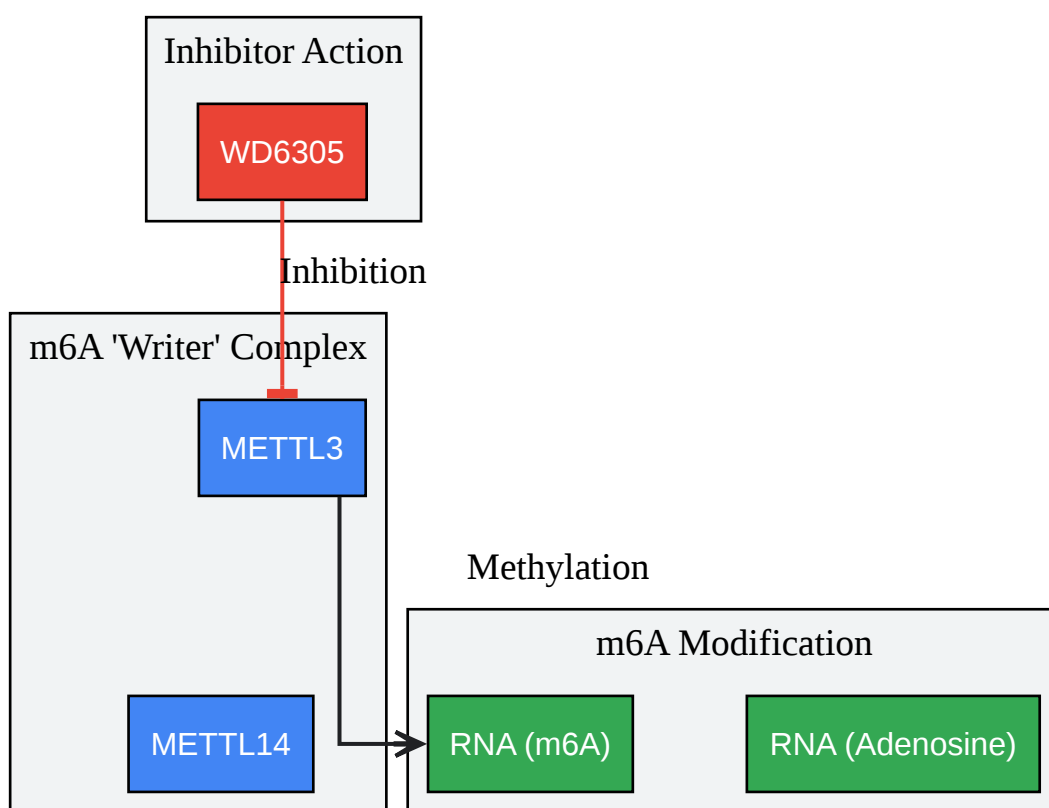 Inhibitor Action
WD6305
Inhibition
m6A 'Writer' Complex
METTL3
Methylation
m6A Modification
METTL14
RNA (m6A)
RNA (Adenosine)